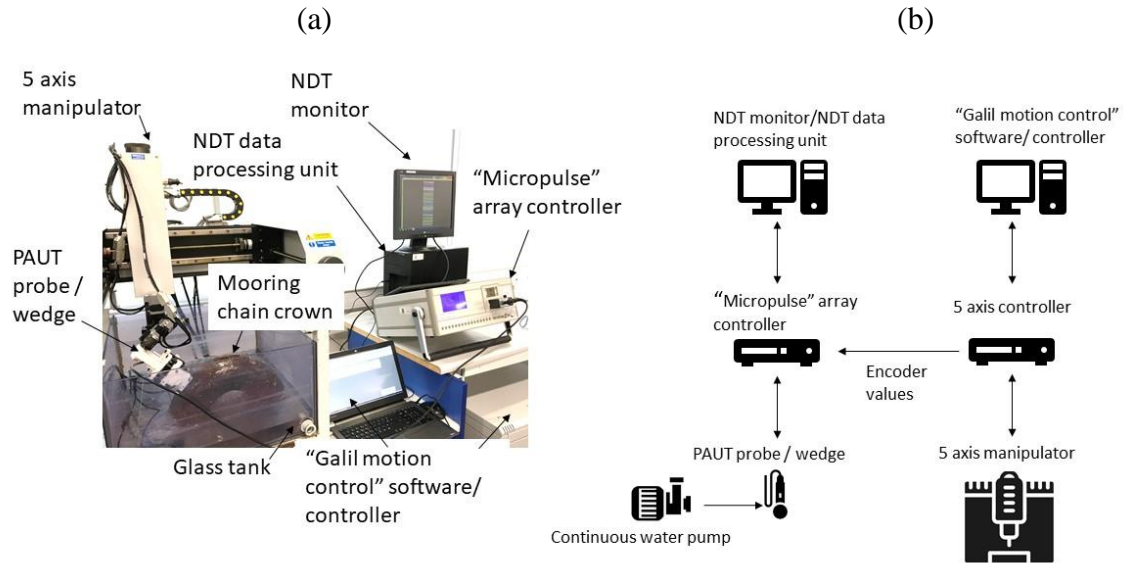 (a)
5 axis
manipulator
NDT
monitor
NDT data
processing unit
“Micropulse”
array controller
PAUT
probe /
wedge
Mooring
chain crown
Glass tank
“Galil motion
control” software/
controller
(b)
NDT monitor/NDT data
processing unit
“Galil motion control”
software/ controller
“Micropulse” array
controller
5 axis controller
Encoder
values
PAUT probe / wedge
5 axis manipulator
Continuous water pump